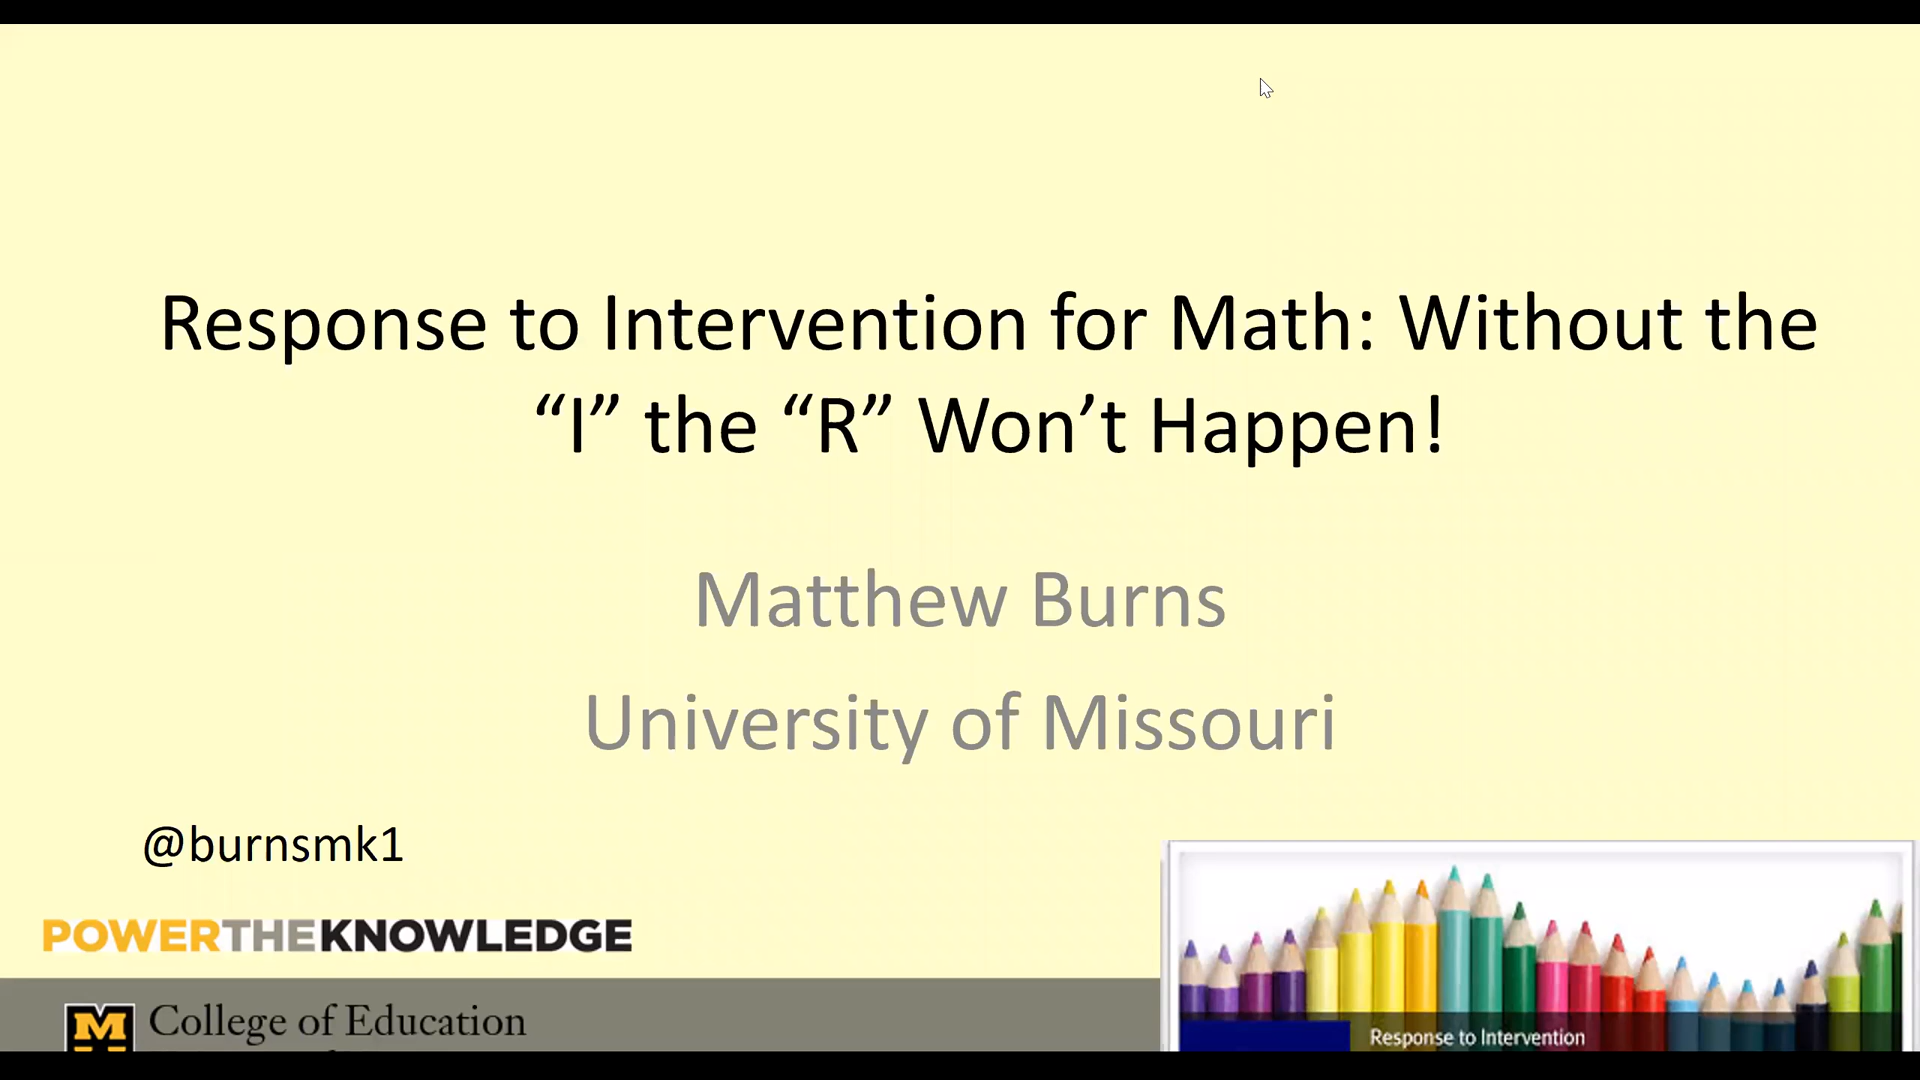 Response to Intervention for Math: Without the
“I” the “R” Won’t Happen!
Matthew Burns
University of Missouri
@burnsmk1
POWERTHEKNOWLEDGE
College of Education
Response to Intervention